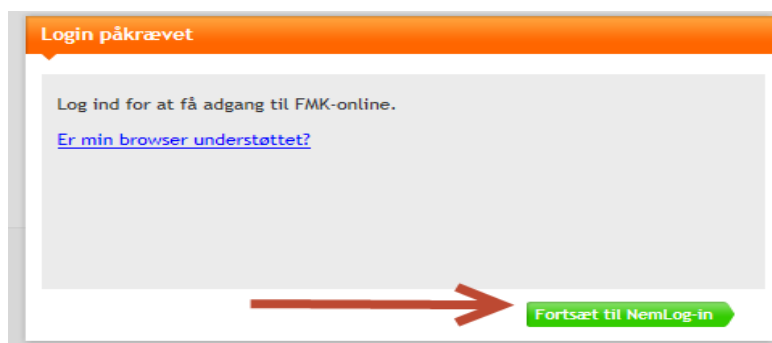 Login påkrævet
Log ind for at få adgang til FMK-online.
Er min browser understøttet?
Fortsæt til NemLog-in